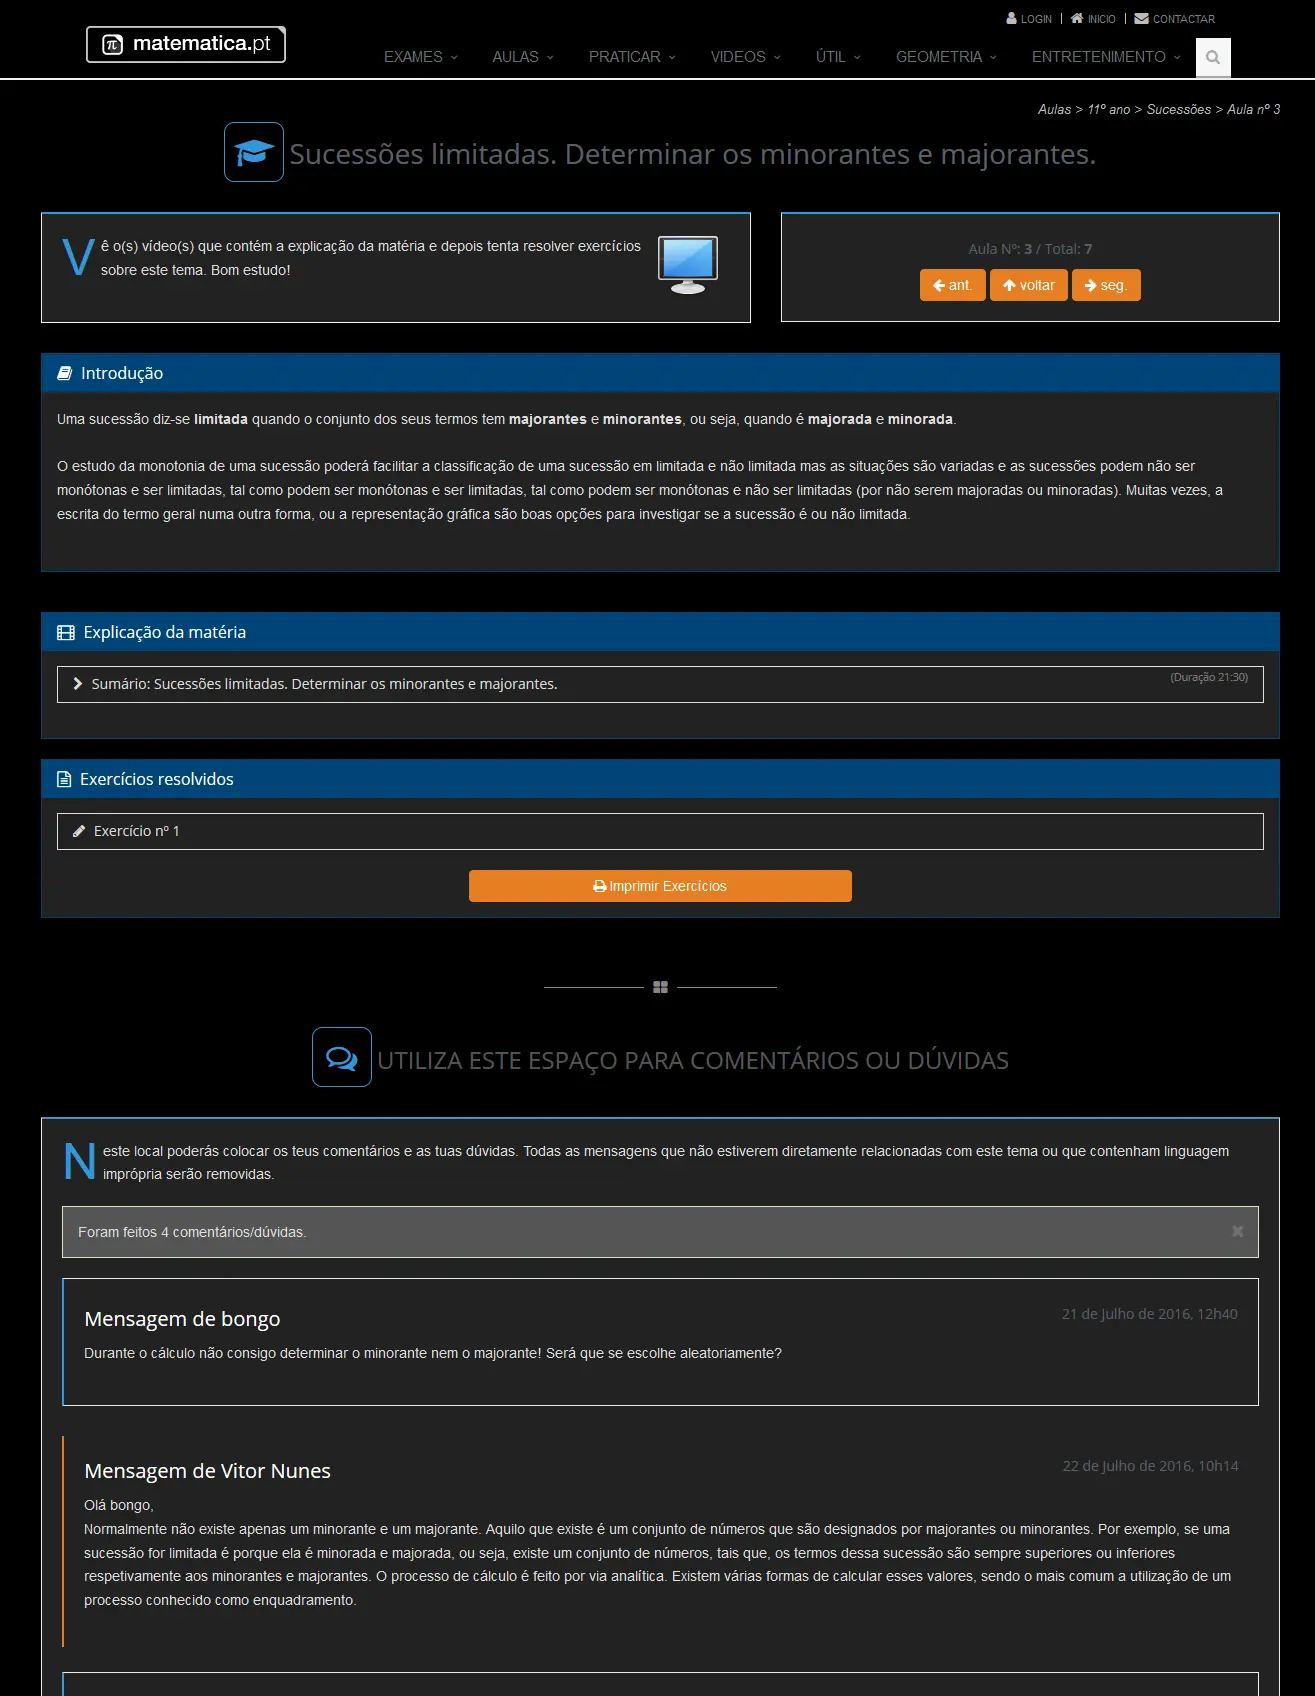 LOGIN | INICIO | CONTACTAR
π matematica.pt
EXAMES AULAS PRATICAR VIDEOS ÚTIL GEOMETRIA ENTRETENIMENTO
Aulas > 11º ano > Sucessões > Aula nº 3
Sucessões limitadas. Determinar os minorantes e majorantes.
Vê o(s) vídeo(s) que contém a explicação da matéria e depois tenta resolver exercícios
sobre este tema. Bom estudo!
Aula Nº: 3 / Total: 7
ant. voltar seg.
Introdução
Uma sucessão diz-se limitada quando o conjunto dos seus termos tem majorantes e minorantes, ou seja, quando é majorada e minorada.
O estudo da monotonia de uma sucessão poderá facilitar a classificação de uma sucessão em limitada e não limitada mas as situações são variadas e as sucessões podem não ser
monótonas e ser limitadas, tal como podem ser monótonas e ser limitadas, tal como podem ser monótonas e não ser limitadas (por não serem majoradas ou minoradas). Muitas vezes, a
escrita do termo geral numa outra forma, ou a representação gráfica são boas opções para investigar se a sucessão é ou não limitada.
Explicação da matéria
Sumário: Sucessões limitadas. Determinar os minorantes e majorantes.
(Duração 21:30)
Exercícios resolvidos
Exercício nº 1
Imprimir Exercícios
UTILIZA ESTE ESPAÇO PARA COMENTÁRIOS OU DÚVIDAS
Neste local poderás colocar os teus comentários e as tuas dúvidas. Todas as mensagens que não estiverem diretamente relacionadas com este tema ou que contenham linguagem
imprópria serão removidas.
Foram feitos 4 comentários/dúvidas.
Mensagem de bongo
21 de Julho de 2016, 12h40
Durante o cálculo não consigo determinar o minorante nem o majorante! Será que se escolhe aleatoriamente?
Mensagem de Vitor Nunes
22 de Julho de 2016, 10h14
Olá bongo,
Normalmente não existe apenas um minorante e um majorante. Aquilo que existe é um conjunto de números que são designados por majorantes ou minorantes. Por exemplo, se uma
sucessão for limitada é porque ela é minorada e majorada, ou seja, existe um conjunto de números, tais que, os termos dessa sucessão são sempre superiores ou inferiores
respetivamente aos minorantes e majorantes. O processo de cálculo é feito por via analítica. Existem várias formas de calcular esses valores, sendo o mais comum a utilização de um
processo conhecido como enquadramento.